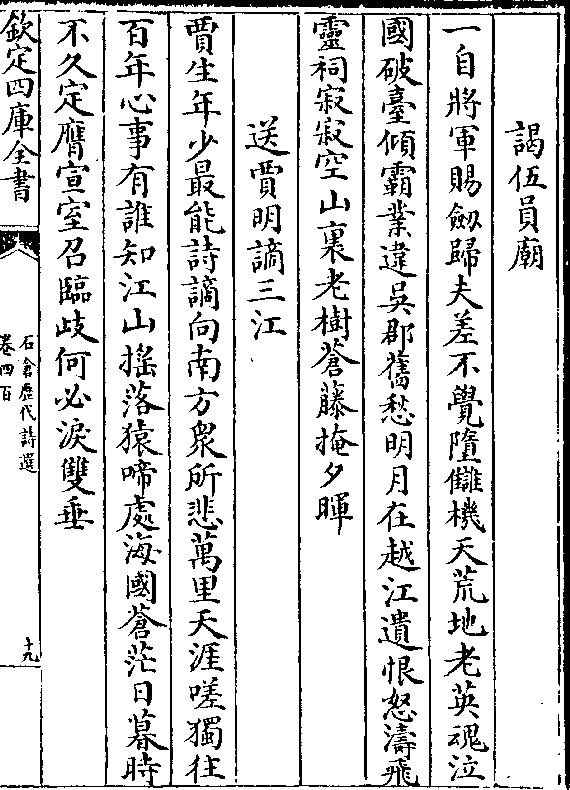 謁伍員廟
一自將軍賜劒歸夫差不覺墮讎機天荒地老英魂泣
國破臺傾霸業違吳郡舊愁明月在越江遺恨怒濤飛
靈祠寂寂空山裏老樹蒼藤掩夕暉
送賈明謫三江
賈生年少最能詩謫向南方衆所悲萬里天涯嗟獨往
百年心事有誰知江山揺落猿啼處海國蒼茫日暮時
不久定膺宣室召臨歧何必淚雙垂
欽定四庫全書
石倉歷代詩選
卷四百
十九